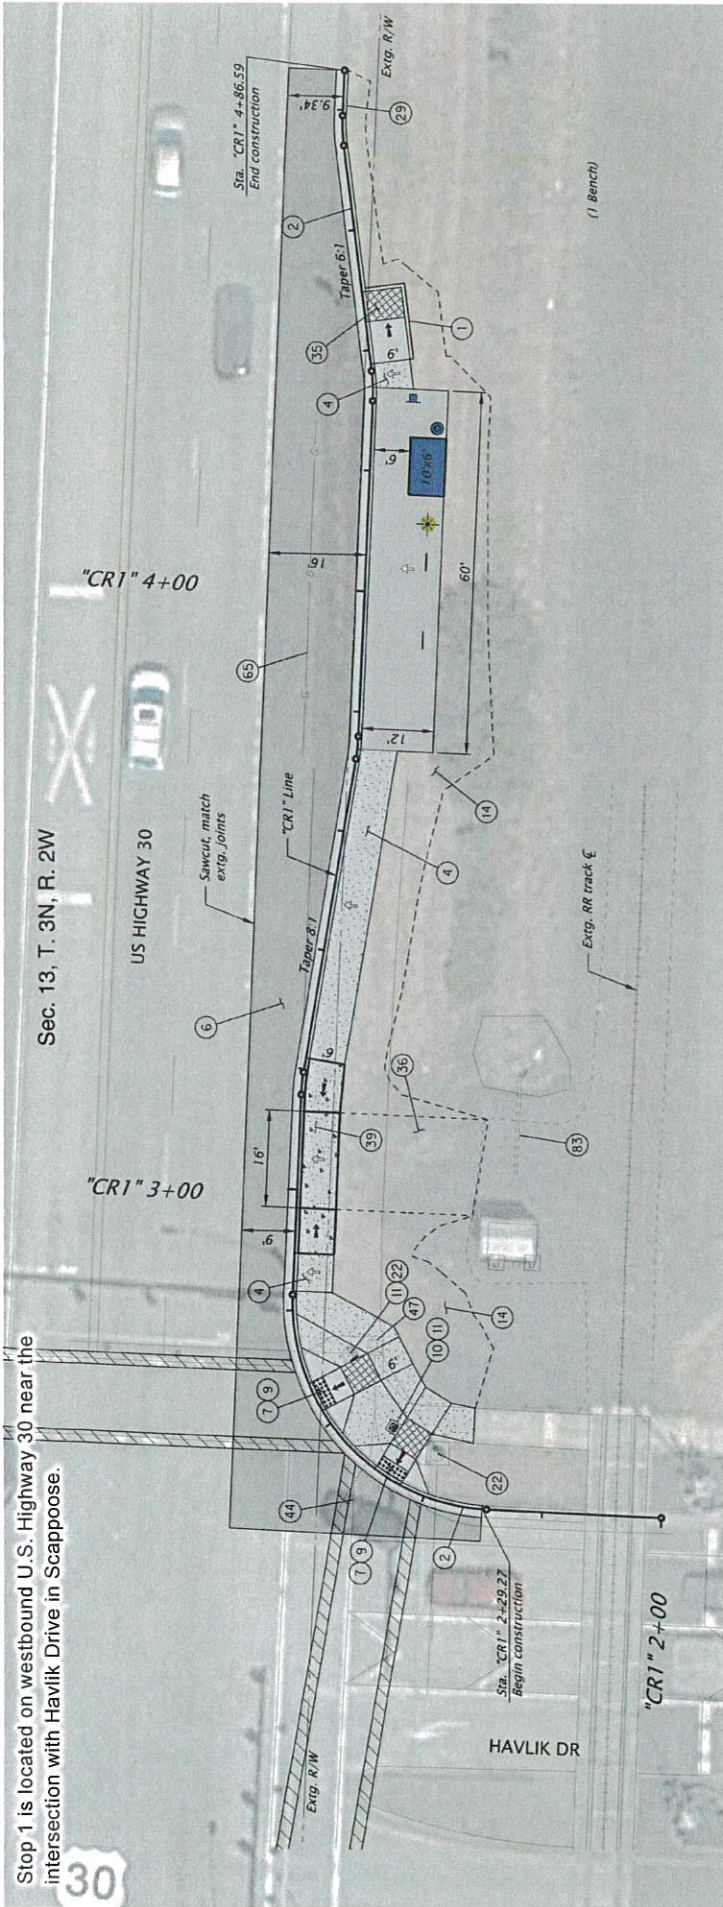 Stop 1 is located on westbound U.S. Highway 30 near the
intersection with Havlik Drive in Scappoose.
30
Sec. 13, T. 3N, R. 2W
US HIGHWAY 30
"CR1" 2+00
"CR1" 3+00
"CR1" 4+00
HAVLIK DR
Sta. "CR1" 2+29.27
Begin construction
Sta. "CR1" 4+86.59
End construction
Extg. R/W
Extg. R/W
Sawcut, match
extg. joints
"CR1" Line
Taper 8:1
Taper 6:1
Extg. RR track ℄
(1 Bench)
9'
16'
16'
9.34'
6'
6'
12'
60'
6'
10'x6'
6'
G
G
44
7 9
7 9
2
22
10 11
47
11 22
4
14
39
36
83
6
4
14
65
4
35
1
2
29